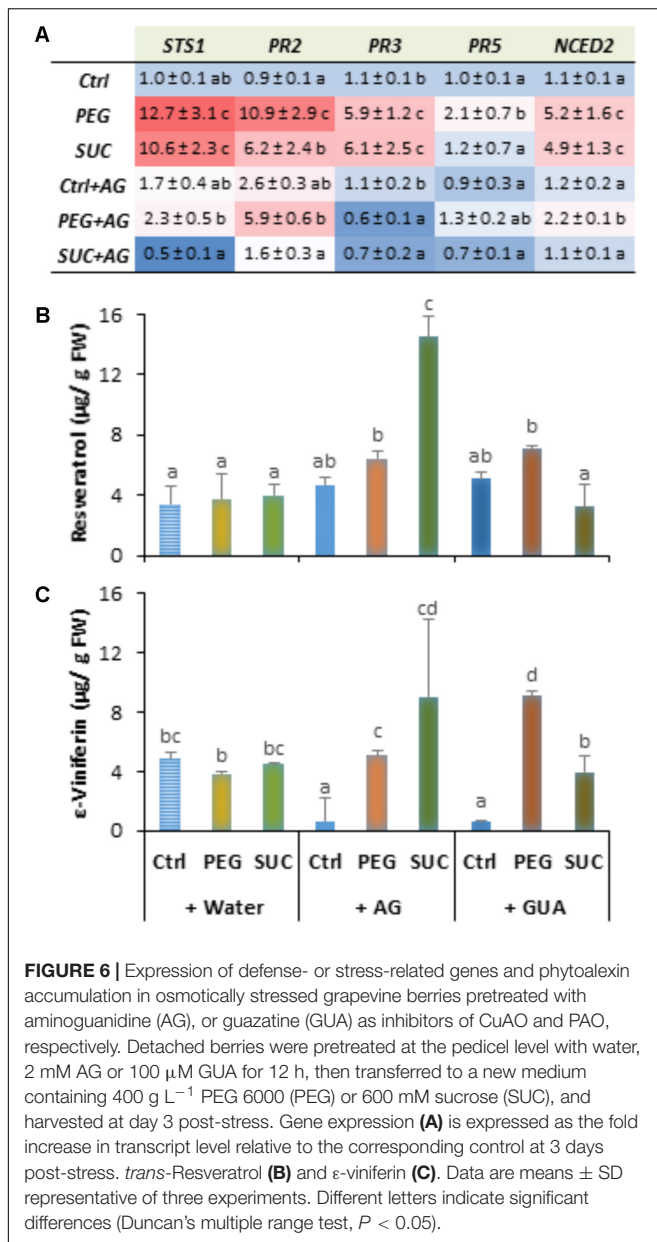 A
STS1 PR2 PR3 PR5 NCED2
Ctrl 1.0±0.1 ab 0.9±0.1 a 1.1±0.1 b 1.0±0.1 a 1.1±0.1 a
PEG 12.7±3.1 c 10.9±2.9 c 5.9±1.2 c 2.1±0.7 b 5.2±1.6 c
SUC 10.6±2.3 c 6.2±2.4 b 6.1±2.5 c 1.2±0.7 a 4.9±1.3 c
Ctrl+AG 1.7±0.4 ab 2.6±0.3 ab 1.1±0.2 b 0.9±0.3 a 1.2±0.2 a
PEG+AG 2.3±0.5 b 5.9±0.6 b 0.6±0.1 a 1.3±0.2 ab 2.2±0.1 b
SUC+AG 0.5±0.1 a 1.6±0.3 a 0.7±0.2 a 0.7±0.1 a 1.1±0.1 a
B
Resveratrol (µg/ g FW)
16
12
8
4
0
a a a ab b c ab b a
C
ε-Viniferin (µg/ g FW)
16
12
8
4
0
bc b bc a c cd a d b
Ctrl PEG SUC Ctrl PEG SUC Ctrl PEG SUC
+ Water + AG + GUA
FIGURE 6 | Expression of defense- or stress-related genes and phytoalexin
accumulation in osmotically stressed grapevine berries pretreated with
aminoguanidine (AG), or guazatine (GUA) as inhibitors of CuAO and PAO,
respectively. Detached berries were pretreated at the pedicel level with water,
2 mM AG or 100 µM GUA for 12 h, then transferred to a new medium
containing 400 g L⁻¹ PEG 6000 (PEG) or 600 mM sucrose (SUC), and
harvested at day 3 post-stress. Gene expression (A) is expressed as the fold
increase in transcript level relative to the corresponding control at 3 days
post-stress. trans-Resveratrol (B) and ε-viniferin (C). Data are means ± SD
representative of three experiments. Different letters indicate significant
differences (Duncan's multiple range test, P < 0.05).